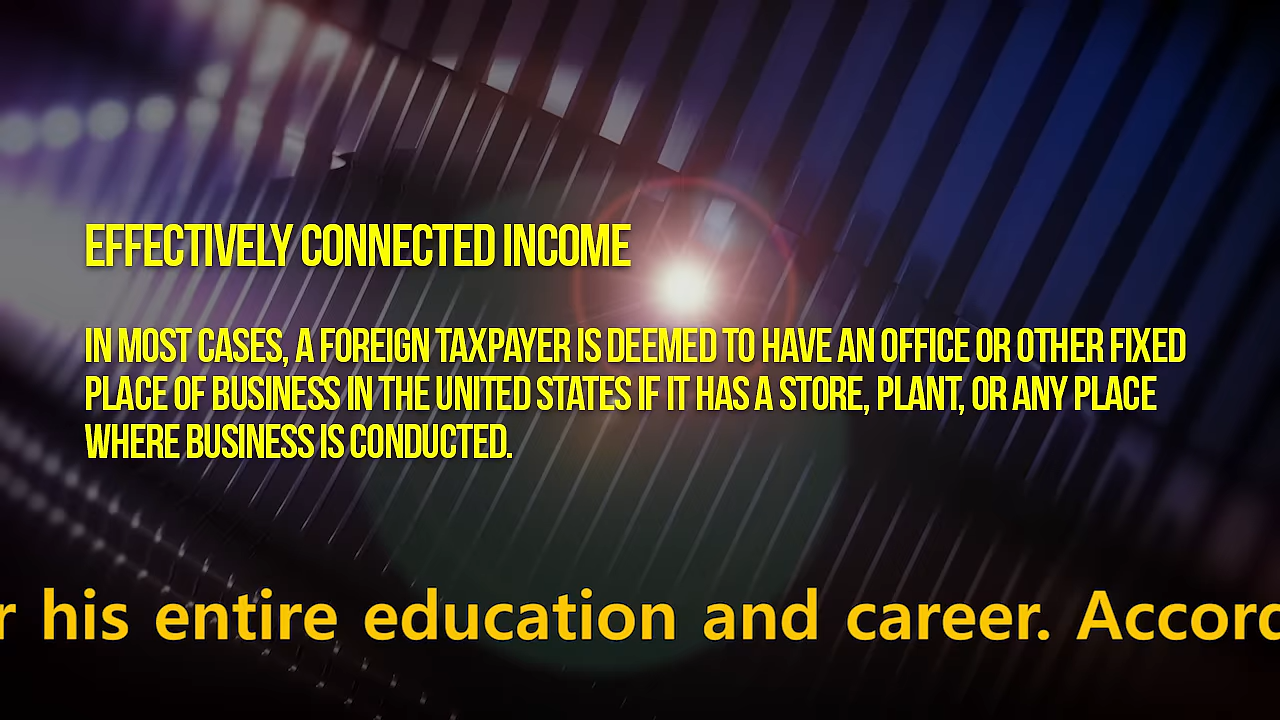 EFFECTIVELY CONNECTED INCOME
IN MOST CASES, A FOREIGN TAXPAYER IS DEEMED TO HAVE AN OFFICE OR OTHER FIXED
PLACE OF BUSINESS IN THE UNITED STATES IF IT HAS A STORE, PLANT, OR ANY PLACE
WHERE BUSINESS IS CONDUCTED.
his entire education and career.